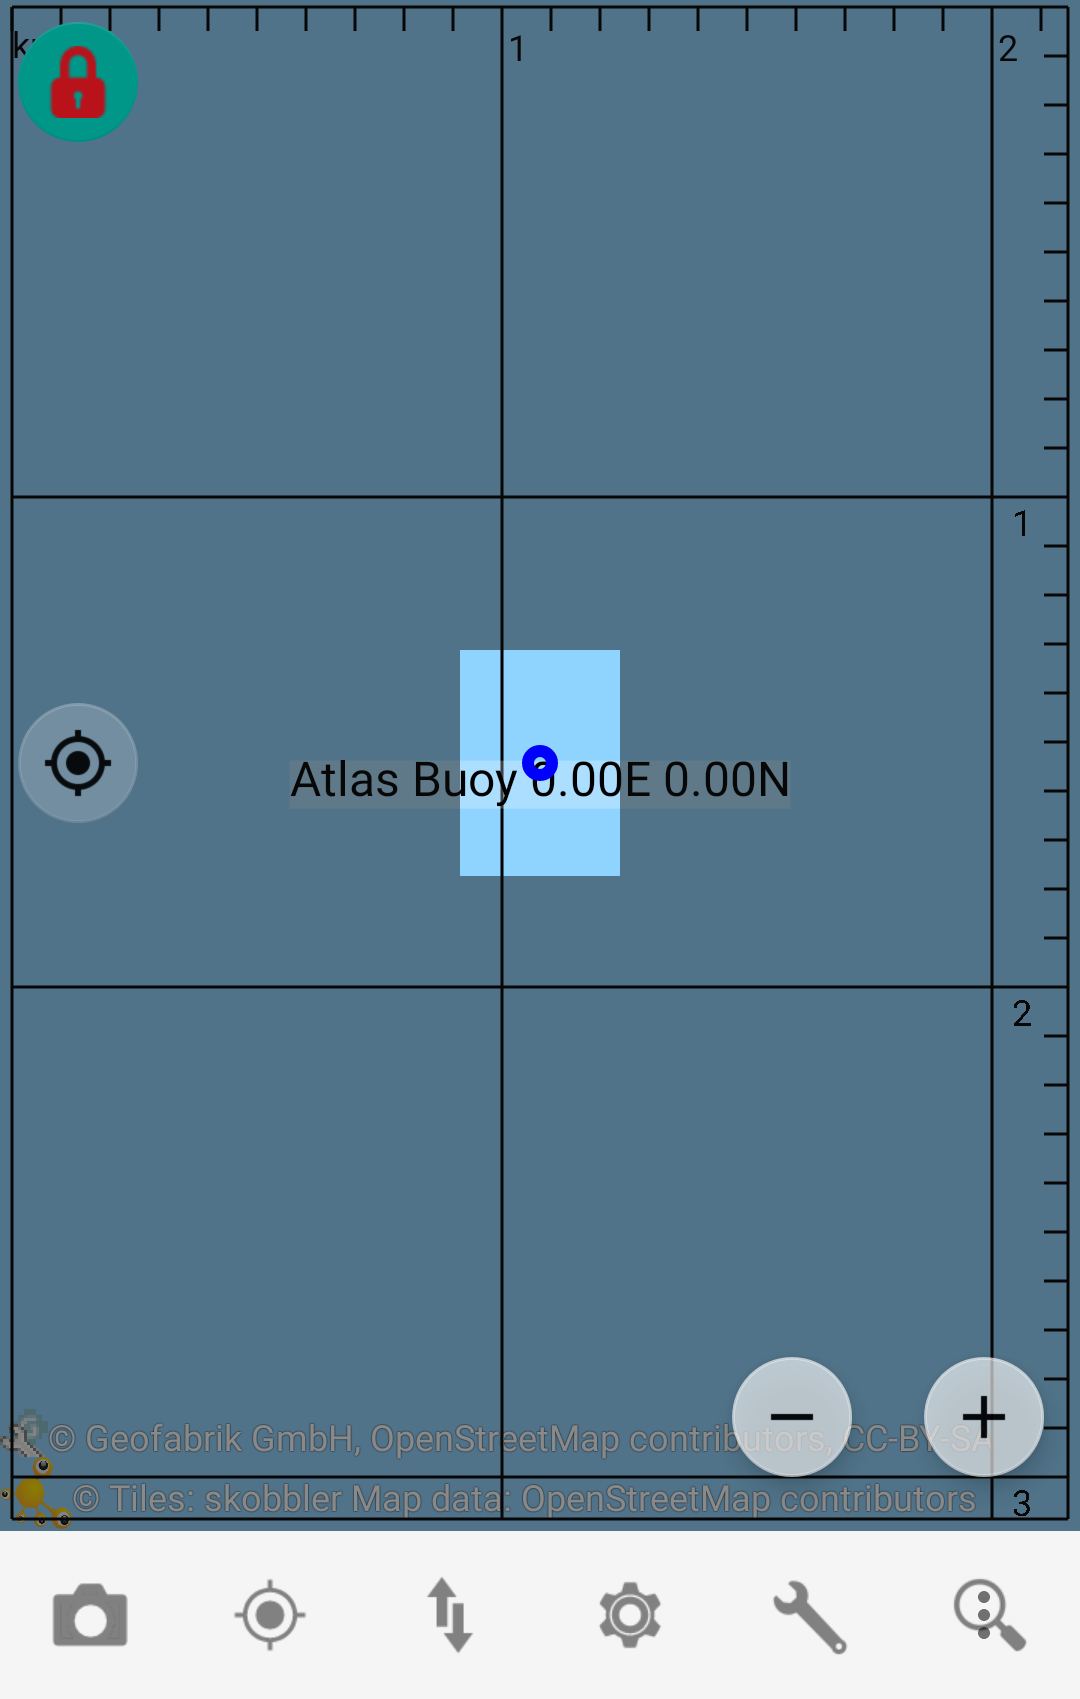 1
2
1
Atlas Buoy 0.00E 0.00N
2
© Geofabrik GmbH, OpenStreetMap contributors, CC-BY-SA
© Tiles: skobbler Map data: OpenStreetMap contributors
3